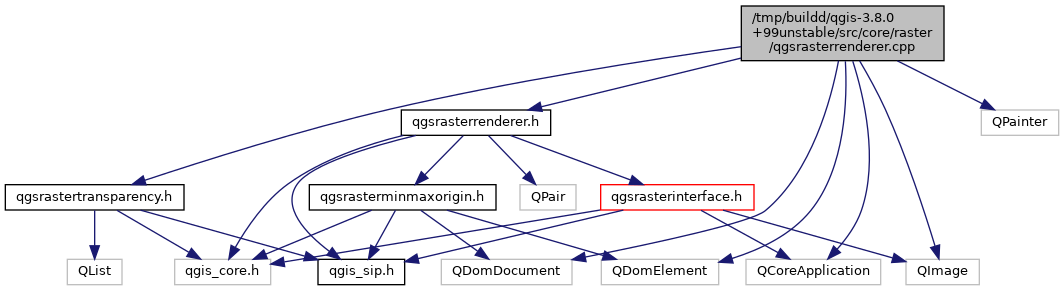 /tmp/buildd/qgis-3.8.0
+99unstable/src/core/raster
/qgsrasterrenderer.cpp
qgsrasterrenderer.h
QPainter
qgsrastertransparency.h
qgsrasterminmaxorigin.h
QPair
qgsrasterinterface.h
QList
qgis_core.h
qgis_sip.h
QDomDocument
QDomElement
QCoreApplication
QImage